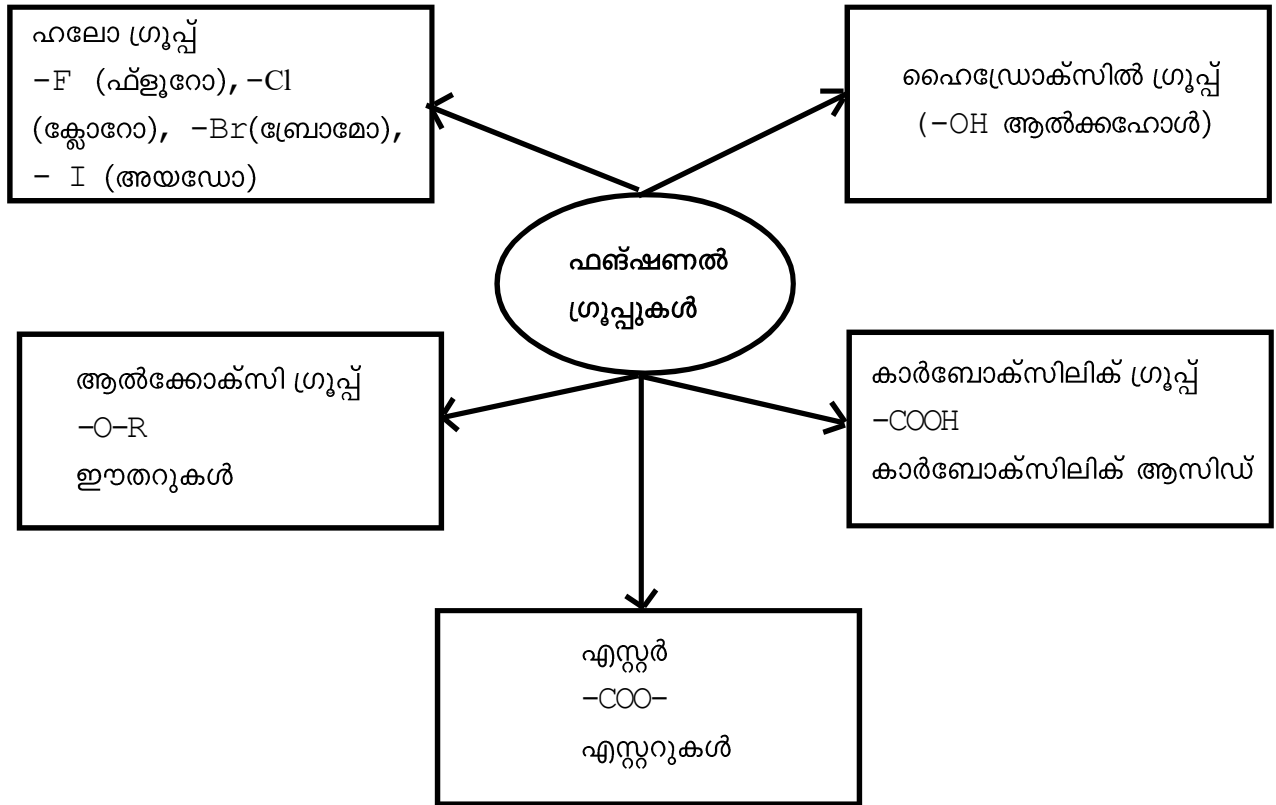 ഹലോ ഗ്രൂപ്പ്
-F (ഫ്ളൂറോ),-Cl
(ക്ലോറോ), -Br(ബ്രോമോ),
- I (അയഡോ)
ഹൈഡ്രോക്സിൽ ഗ്രൂപ്പ്
(-OH ആൽക്കഹോൾ)
ഫങ്ഷണൽ
ഗ്രൂപ്പുകൾ
ആൽക്കോക്സി ഗ്രൂപ്പ്
-O-R
ഈതറുകൾ
കാർബോക്സിലിക് ഗ്രൂപ്പ്
-COOH
കാർബോക്സിലിക് ആസിഡ്
എസ്റ്റർ
-COO-
എസ്റ്ററുകൾ